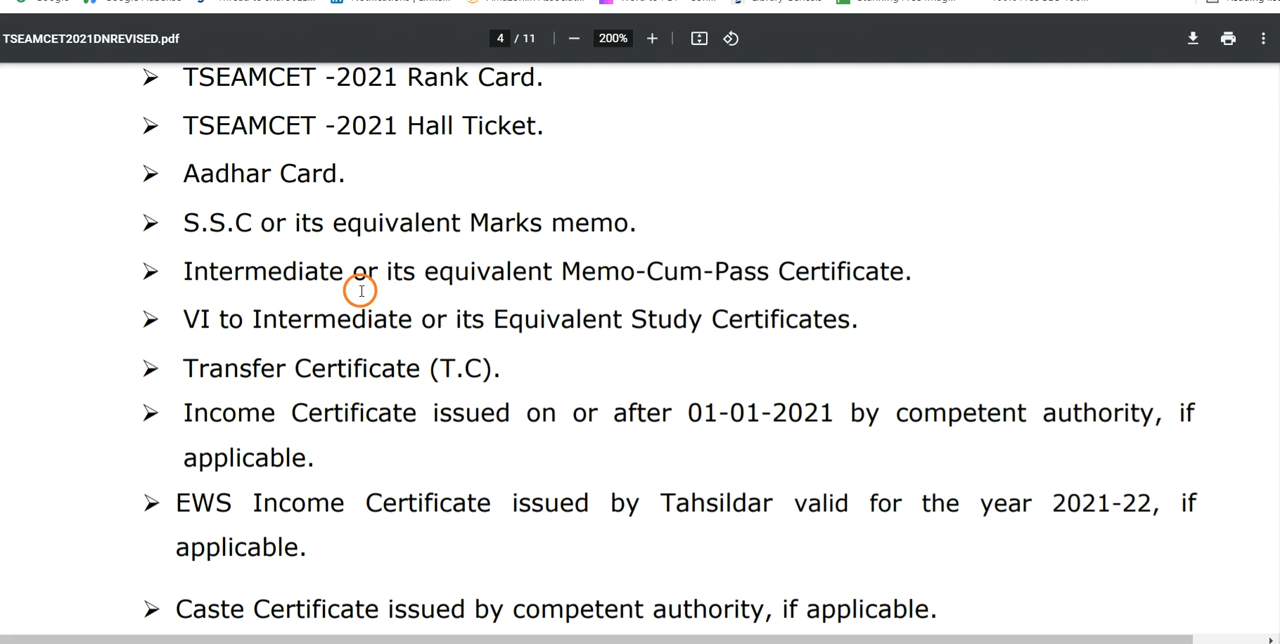 TSEAMCET2021DNREVISED.pdf
4 / 11
200%
➢ TSEAMCET -2021 Rank Card.
➢ TSEAMCET -2021 Hall Ticket.
➢ Aadhar Card.
➢ S.S.C or its equivalent Marks memo.
➢ Intermediate or its equivalent Memo-Cum-Pass Certificate.
➢ VI to Intermediate or its Equivalent Study Certificates.
➢ Transfer Certificate (T.C).
➢ Income Certificate issued on or after 01-01-2021 by competent authority, if
applicable.
➢ EWS Income Certificate issued by Tahsildar valid for the year 2021-22, if
applicable.
➢ Caste Certificate issued by competent authority, if applicable.